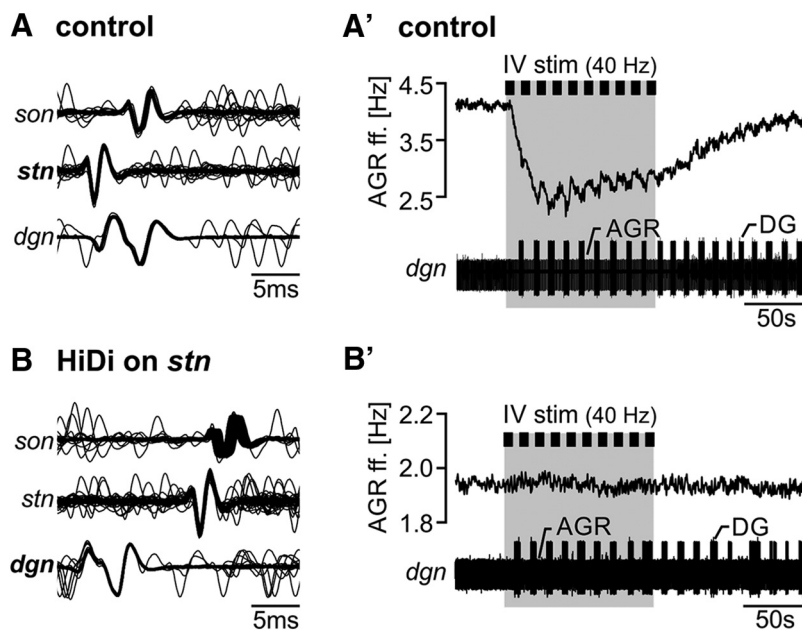 A control
son
stn
dgn
5ms
A' control
IV stim (40 Hz)
AGR ff. [Hz]
4.5
3.5
2.5
AGR
DG
dgn
50s
B HiDi on stn
son
stn
dgn
5ms
B'
IV stim (40 Hz)
AGR ff. [Hz]
2.2
2.0
1.8
AGR
DG
dgn
50s